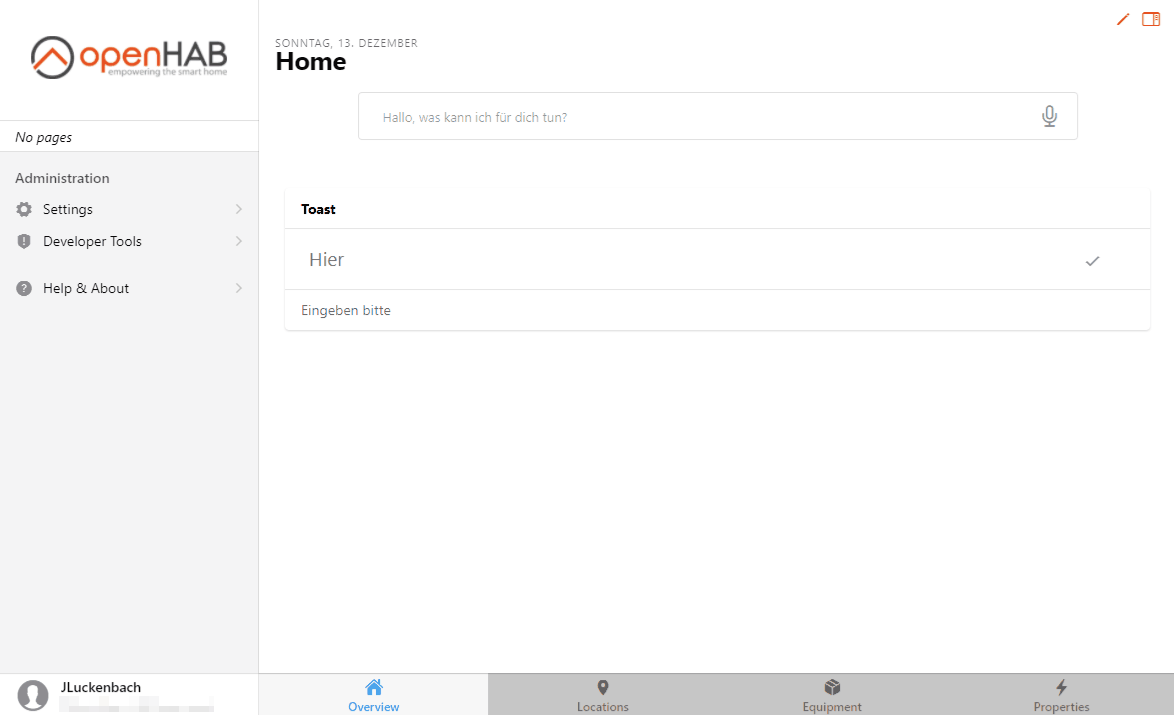 openHAB
empowering the smart home
No pages
Administration
Settings
Developer Tools
Help & About
JLuckenbach
SONNTAG, 13. DEZEMBER
Home
Hallo, was kann ich für dich tun?
Toast
Hier
Eingeben bitte
Overview
Locations
Equipment
Properties